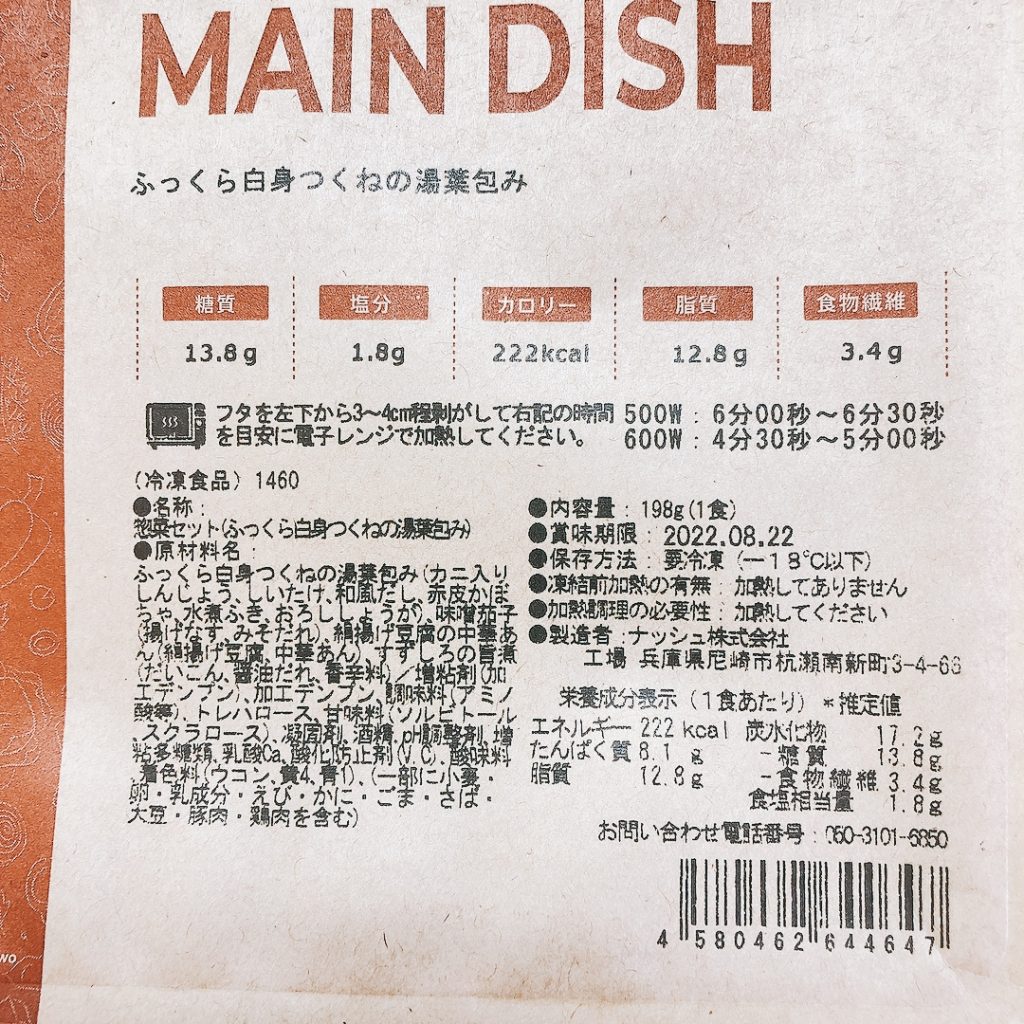 MAIN DISH
ふっくら白身つくねの湯葉包み
糖質 塩分 カロリー 脂質 食物繊維
13.8g 1.8g 222kcal 12.8g 3.4g
フタを左下から3〜4cm程剥がして右記の時間
を目安に電子レンジで加熱してください。
500W : 6分00秒〜6分30秒
600W : 4分30秒〜5分00秒
(冷凍食品) 1460
●名称 :
惣菜セット(ふっくら白身つくねの湯葉包み)
●原材料名 :
ふっくら白身つくねの湯葉包み(カニ入り
しんじょう、しいたけ、和風だし、赤皮かぼ
ちゃ、水煮ふき、おろししょうが)、味噌茄子
(揚げなす、みそだれ)、絹揚げ豆腐の中華あ
ん(絹揚げ豆腐、中華あん)、すずしろの旨煮
(だいこん、醤油だれ、香辛料)/増粘剤(加
工デンプン)、加工デンプン、調味料(アミノ
酸等)、トレハロース、甘味料(ソルビトール
、スクラロース)、凝固剤、酒精、pH調整剤、増
粘多糖類、乳酸Ca、酸化防止剤(V.C)、酸味料
、着色料(ウコン、黄4、青1)、(一部に小麦・
卵・乳成分・えび・かに・ごま・さば・
大豆・豚肉・鶏肉を含む)
●内容量 : 198g(1食)
●賞味期限 : 2022.08.22
●保存方法 : 要冷凍 (ー18℃以下)
●凍結前加熱の有無 : 加熱してありません
●加熱調理の必要性 : 加熱してください
●製造者 : ナッシュ株式会社
工場 兵庫県尼崎市杭瀬南新町3-4-66
栄養成分表示 (1食あたり) *推定値
エネルギー 222 kcal 炭水化物 17.2g
たんぱく質 8.1 g -糖質 13.8g
脂質 12.8g -食物繊維 3.4g
食塩相当量 1.8g
お問い合わせ電話番号 : 050-3101-6850
4 580462 644647
WO